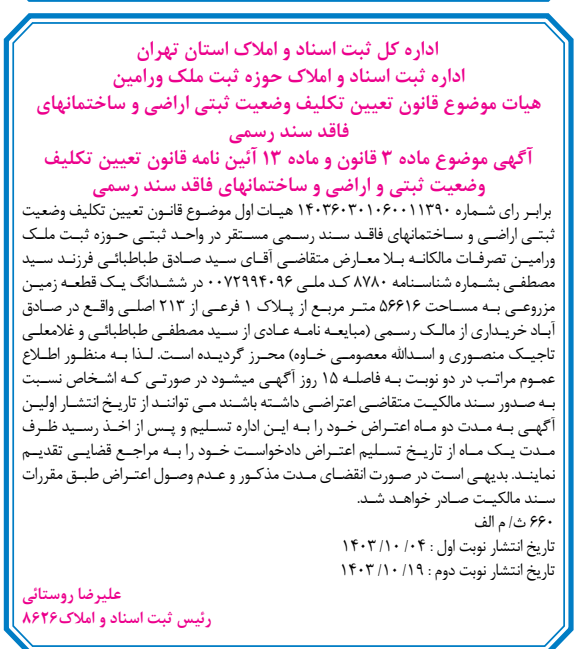 اداره کل ثبت اسناد و املاک استان تهران
اداره ثبت اسناد و املاک حوزه ثبت ملک ورامین
هیات موضوع قانون تعیین تکلیف وضعیت ثبتی اراضی و ساختمانهای
فاقد سند رسمی
آگهی موضوع ماده ۳ قانون و ماده ۱۳ آئین نامه قانون تعیین تکلیف
وضعیت ثبتی و اراضی و ساختمانهای فاقد سند رسمی
برابر رای شماره ۱۴۰۳۶۰۳۰۱۰۶۰۰۱۱۳۹۰ هیات اول موضوع قانون تعیین تکلیف وضعیت
ثبتی اراضی و ساختمانهای فاقد سند رسمی مستقر در واحد ثبتی حوزه ثبت ملک
ورامین تصرفات مالکانه بلا معارض متقاضی آقای سید صادق طباطبائی فرزند سید
مصطفی بشماره شناسنامه ۸۷۸۰ کد ملی ۰۰۷۲۹۹۴۰۹۶ در ششدانگ یک قطعه زمین
مزروعی به مساحت ۵۶۶۱۶ متر مربع از پلاک ۱ فرعی از ۲۱۳ اصلی واقع در صادق
آباد خریداری از مالک رسمی (مبایعه نامه عادی از سید مصطفی طباطبائی و غلامعلی
تاجیک منصوری و اسدالله معصومی خاوه) محرز گردیده است. لذا به منظور اطلاع
عموم مراتب در دو نوبت به فاصله ۱۵ روز آگهی میشود در صورتی که اشخاص نسبت
به صدور سند مالکیت متقاضی اعتراضی داشته باشند می توانند از تاریخ انتشار اولین
آگهی به مدت دو ماه اعتراض خود را به این اداره تسلیم و پس از اخذ رسید ظرف
مدت یک ماه از تاریخ تسلیم اعتراض دادخواست خود را به مراجع قضایی تقدیم
نمایند. بدیهی است در صورت انقضای مدت مذکور و عدم وصول اعتراض طبق مقررات
سند مالکیت صادر خواهد شد.
۶۶۰ ث/ م الف
تاریخ انتشار نوبت اول : ۰۴/ ۱۰/ ۱۴۰۳
تاریخ انتشار نوبت دوم : ۱۹/ ۱۰/ ۱۴۰۳
علیرضا روستائی
رئیس ثبت اسناد و املاک۸۶۲۶